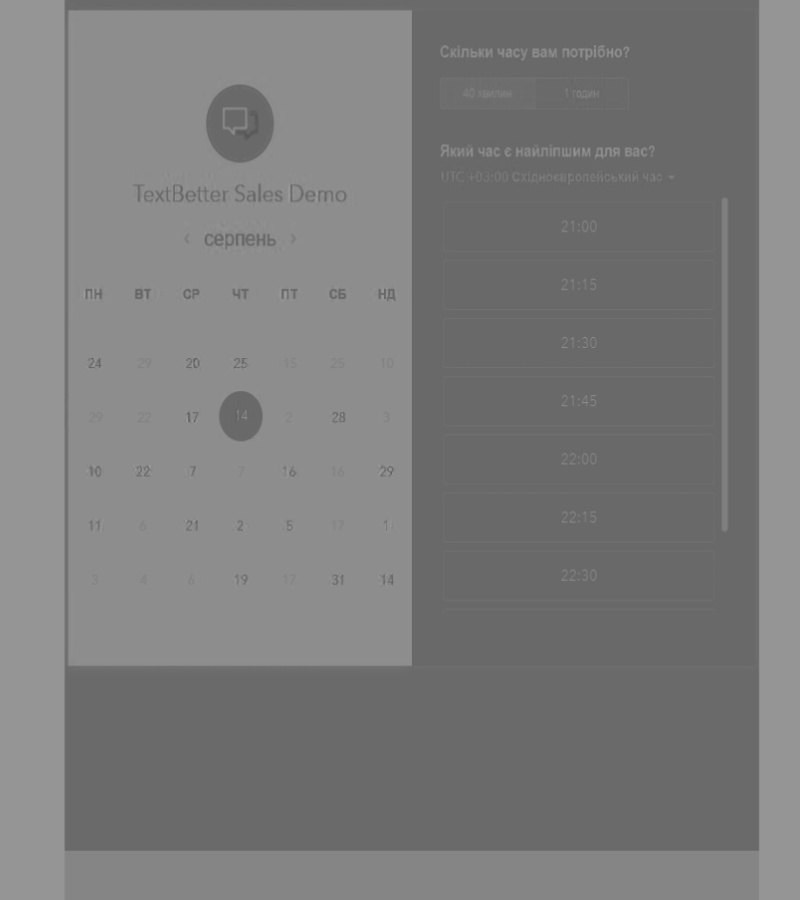 TextBetter Sales Demo
‹ серпень ›
ПН ВТ СР ЧТ ПТ СБ НД
24 29 20 25 15 25 10
29 22 17 14 2 28 3
10 22 7 7 16 16 29
11 6 21 2 5 17 1
3 4 6 19 17 31 14
Скільки часу вам потрібно?
40 хвилин 1 годин
Який час є найліпшим для вас?
UTC +03:00 Східноєвропейський час
21:00
21:15
21:30
21:45
22:00
22:15
22:30